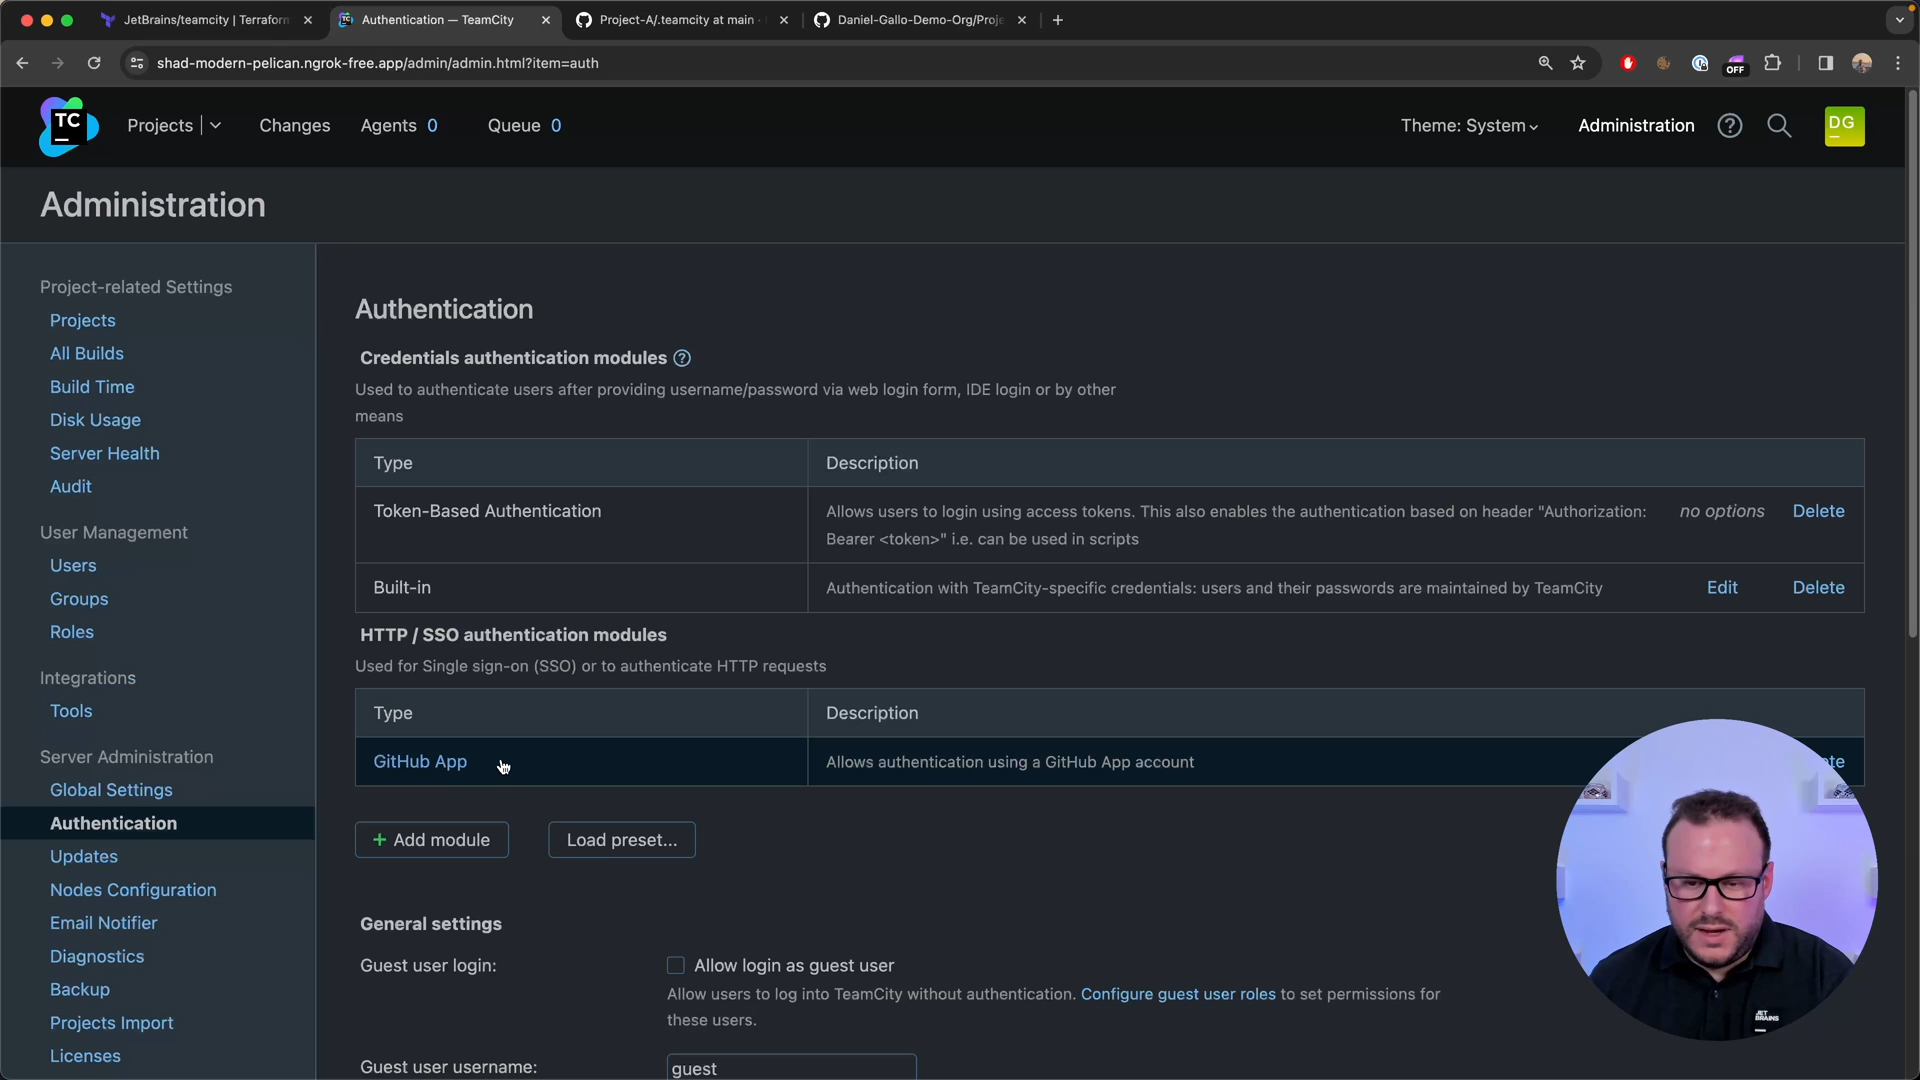 JetBrains/teamcity | Terraform
Authentication — TeamCity
Project-A/.teamcity at main ·
Daniel-Gallo-Demo-Org/Proje
shad-modern-pelican.ngrok-free.app/admin/admin.html?item=auth
OFF
TC
Projects
Changes
Agents 0
Queue 0
Theme: System
Administration
DG
Administration
Project-related Settings
Projects
All Builds
Build Time
Disk Usage
Server Health
Audit
User Management
Users
Groups
Roles
Integrations
Tools
Server Administration
Global Settings
Authentication
Updates
Nodes Configuration
Email Notifier
Diagnostics
Backup
Projects Import
Licenses
Authentication
Credentials authentication modules
Used to authenticate users after providing username/password via web login form, IDE login or by other
means
Type Description
Token-Based Authentication
Allows users to login using access tokens. This also enables the authentication based on header "Authorization:
Bearer <token>" i.e. can be used in scripts
no options Delete
Built-in
Authentication with TeamCity-specific credentials: users and their passwords are maintained by TeamCity
Edit Delete
HTTP / SSO authentication modules
Used for Single sign-on (SSO) or to authenticate HTTP requests
Type Description
GitHub App
Allows authentication using a GitHub App account
+ Add module
Load preset...
General settings
Guest user login:
Allow login as guest user
Allow users to log into TeamCity without authentication. Configure guest user roles to set permissions for
these users.
Guest user username:
guest
JET
BRAINS